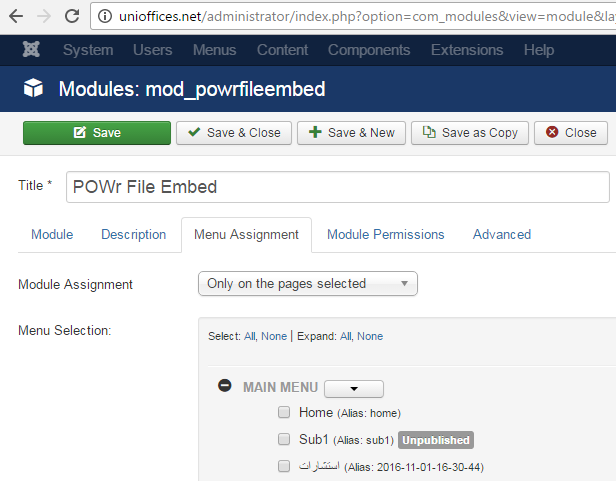 unioffices.net/administrator/index.php?option=com_modules&view=module&la
System Users Menus Content Components Extensions Help
Modules: mod_powrfileembed
Save Save & Close Save & New Save as Copy Close
Title * POWr File Embed
Module Description Menu Assignment Module Permissions Advanced
Module Assignment Only on the pages selected
Menu Selection:
Select: All, None | Expand: All, None
MAIN MENU
Home (Alias: home)
Sub1 (Alias: sub1) Unpublished
استشارات (Alias: 2016-11-01-16-30-44)